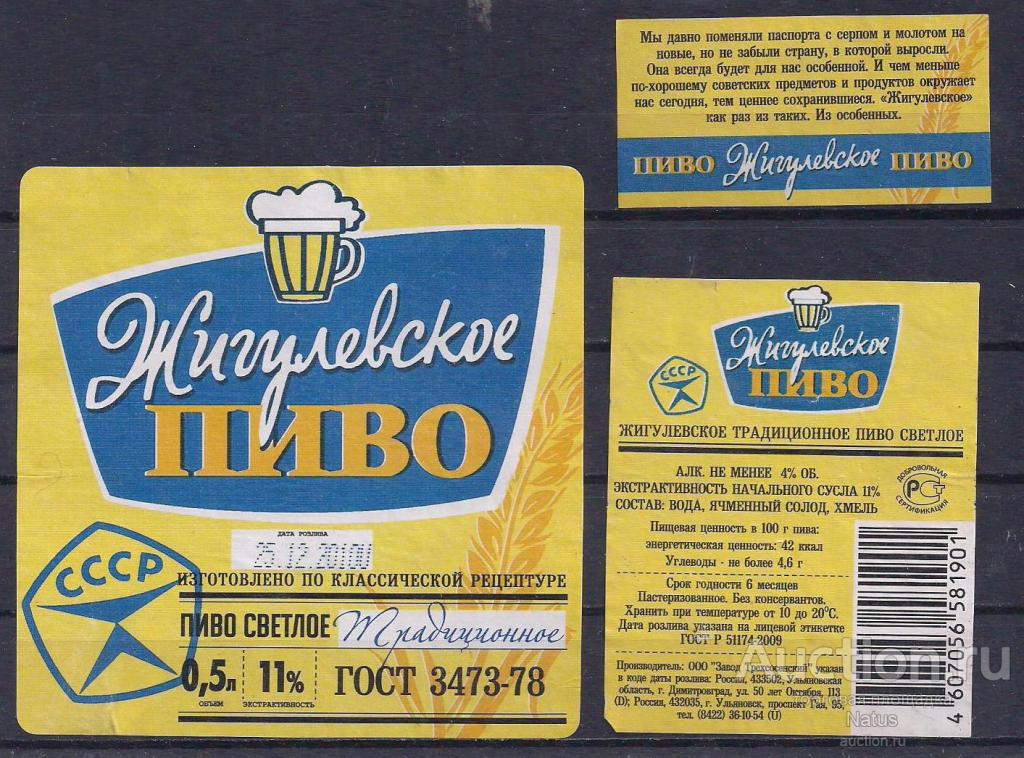 Жигулевское
ПИВО
ДАТА РОЗЛИВА
СССР
ИЗГОТОВЛЕНО ПО КЛАССИЧЕСКОЙ РЕЦЕПТУРЕ
ПИВО СВЕТЛОЕ Традиционное
0,5л 11% ГОСТ 3473-78
ОБЪЕМ ЭКСТРАКТИВНОСТЬ
Мы давно поменяли паспорта с серпом и молотом на
новые, но не забыли страну, в которой выросли.
Она всегда будет для нас особенной. И чем меньше
по-хорошему советских предметов и продуктов окружает
нас сегодня, тем ценнее сохранившиеся. «Жигулевское»
как раз из таких. Из особенных.
ПИВО Жигулевское ПИВО
Жигулевское
ПИВО
СССР
ЖИГУЛЕВСКОЕ ТРАДИЦИОННОЕ ПИВО СВЕТЛОЕ
АЛК. НЕ МЕНЕЕ 4% ОБ.
ЭКСТРАКТИВНОСТЬ НАЧАЛЬНОГО СУСЛА 11%
СОСТАВ: ВОДА, ЯЧМЕННЫЙ СОЛОД, ХМЕЛЬ
ДОБРОВОЛЬНАЯ
РСТ
СЕРТИФИКАЦИЯ
Пищевая ценность в 100 г пива:
энергетическая ценность: 42 ккал
Углеводы - не более 4,6 г
Срок годности 6 месяцев
Пастеризованное. Без консервантов.
Хранить при температуре от 10 до 20°С.
Дата розлива указана на лицевой этикетке
ГОСТ Р 51174-2009
Производитель: ООО "Завод Трехсосенский" указан
в коде даты розлива: Россия, 433502, Ульяновская
область, г. Димитровград, ул. 50 лет Октября, 113
(D); Россия, 432035, г. Ульяновск, проспект Гая, 95,
тел. (8422) 36-10-54 (U)
4 607056 581901
Auction.ru
Natus
auction.ru